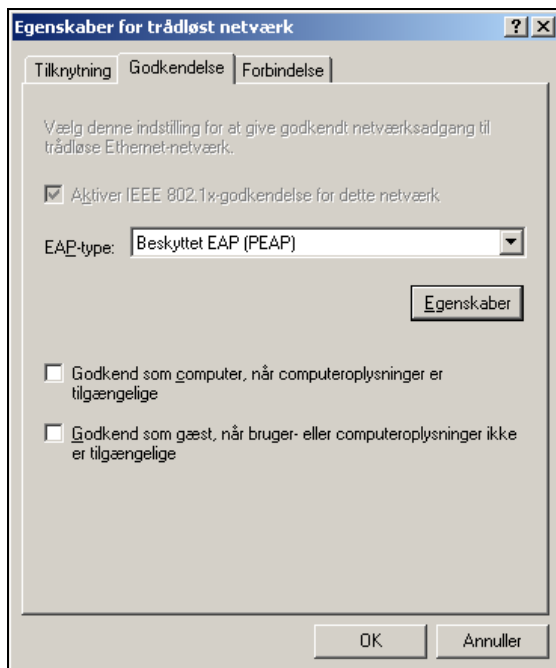 Egenskaber for trådløst netværk
Tilknytning Godkendelse Forbindelse
Vælg denne indstilling for at give godkendt netværksadgang til
trådløse Ethernet-netværk.
Aktiver IEEE 802.1x-godkendelse for dette netværk
EAP-type: Beskyttet EAP (PEAP)
Egenskaber
Godkend som computer, når computeroplysninger er
tilgængelige
Godkend som gæst, når bruger- eller computeroplysninger ikke
er tilgængelige
OK Annuller